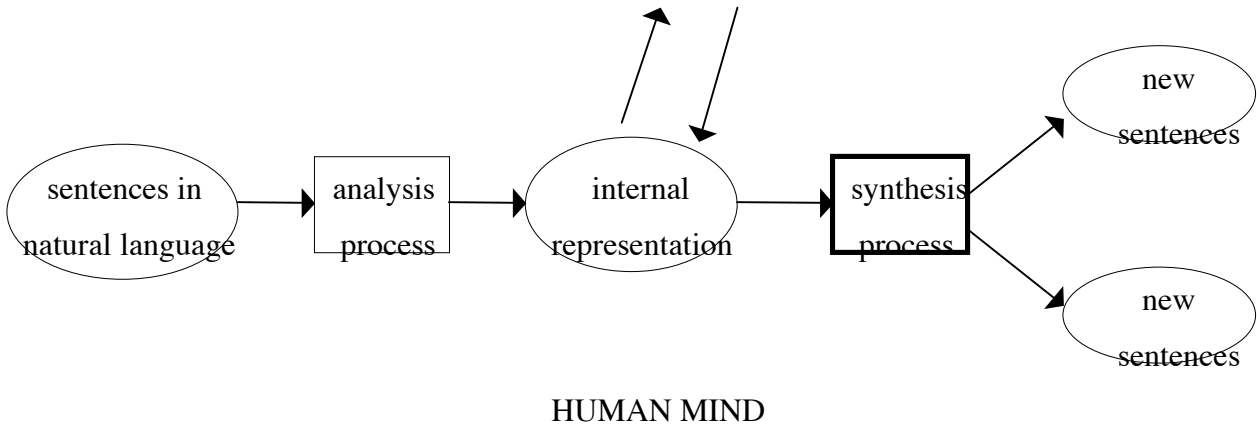 sentences in
natural language
analysis
process
internal
representation
synthesis
process
new
sentences
new
sentences
HUMAN MIND